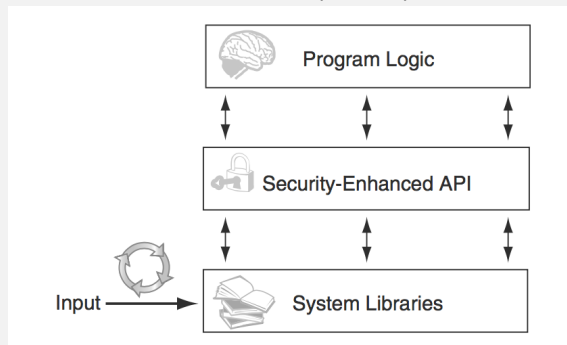 Program Logic
Security-Enhanced API
Input
System Libraries